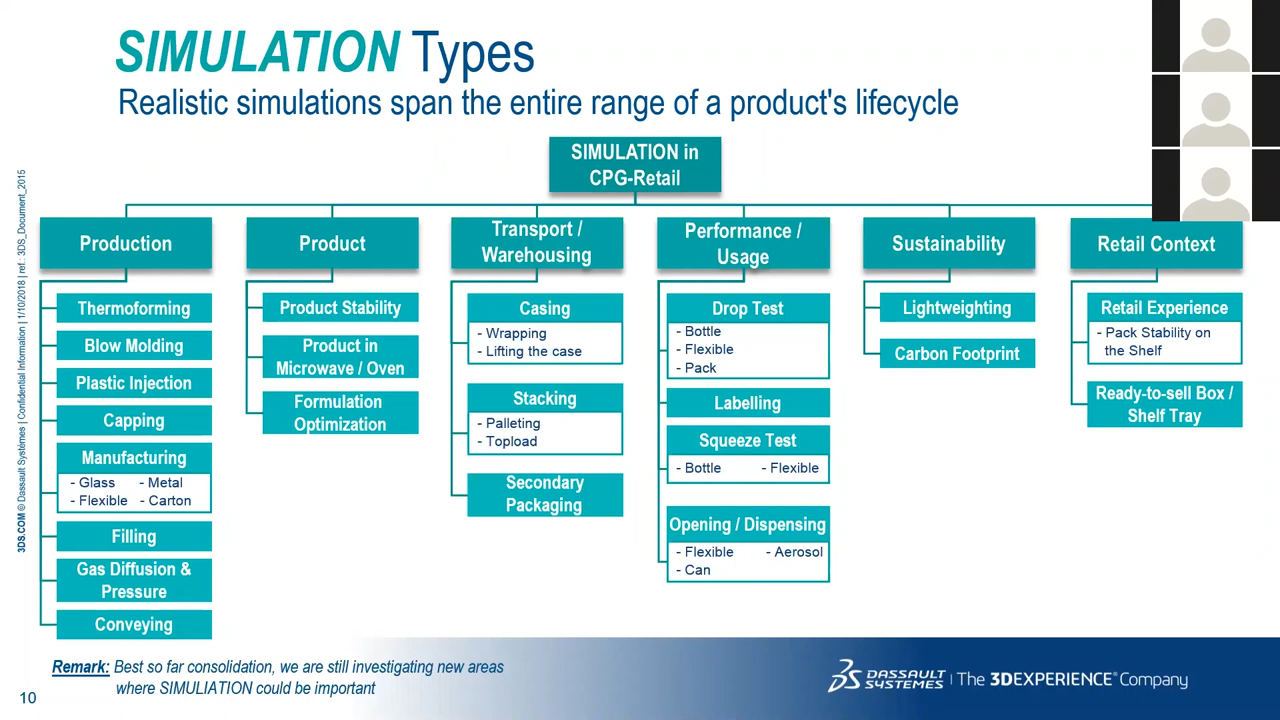 SIMULATION Types
Realistic simulations span the entire range of a product's lifecycle
SIMULATION in
CPG-Retail
Production
Thermoforming
Blow Molding
Plastic Injection
Capping
Manufacturing
- Glass - Metal
- Flexible - Carton
Filling
Gas Diffusion &
Pressure
Conveying
Product
Product Stability
Product in
Microwave / Oven
Formulation
Optimization
Transport /
Warehousing
Casing
- Wrapping
- Lifting the case
Stacking
- Palleting
- Topload
Secondary
Packaging
Performance /
Usage
Drop Test
- Bottle
- Flexible
- Pack
Labelling
Squeeze Test
- Bottle - Flexible
Opening / Dispensing
- Flexible - Aerosol
- Can
Sustainability
Lightweighting
Carbon Footprint
Retail Context
Retail Experience
- Pack Stability on
the Shelf
Ready-to-sell Box /
Shelf Tray
3DS.COM © Dassault Systèmes | Confidential Information | 1/10/2018 | ref.: 3DS_Document_2015
Remark: Best so far consolidation, we are still investigating new areas
where SIMULIATION could be important
10
3DS DASSAULT SYSTEMES | The 3DEXPERIENCE® Company